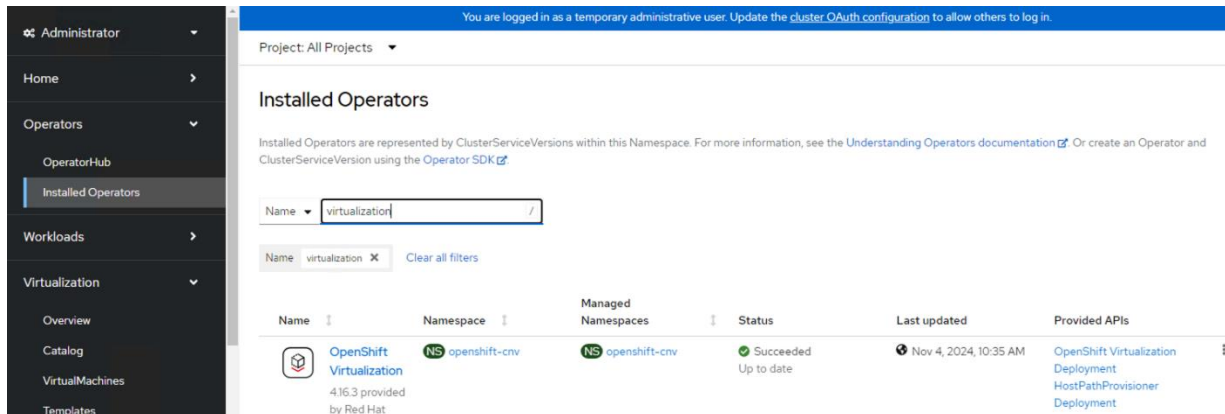 You are logged in as a temporary administrative user. Update the cluster OAuth configuration to allow others to log in.
Administrator
Home
Operators
OperatorHub
Installed Operators
Workloads
Virtualization
Overview
Catalog
VirtualMachines
Templates
Project: All Projects
Installed Operators
Installed Operators are represented by ClusterServiceVersions within this Namespace. For more information, see the Understanding Operators documentation. Or create an Operator and
ClusterServiceVersion using the Operator SDK.
Name virtualization /
Name virtualization ✕ Clear all filters
Name Namespace Managed Namespaces Status Last updated Provided APIs
OpenShift Virtualization
4.16.3 provided by Red Hat
NS openshift-cnv
NS openshift-cnv
Succeeded
Up to date
Nov 4, 2024, 10:35 AM
OpenShift Virtualization
Deployment
HostPathProvisioner
Deployment